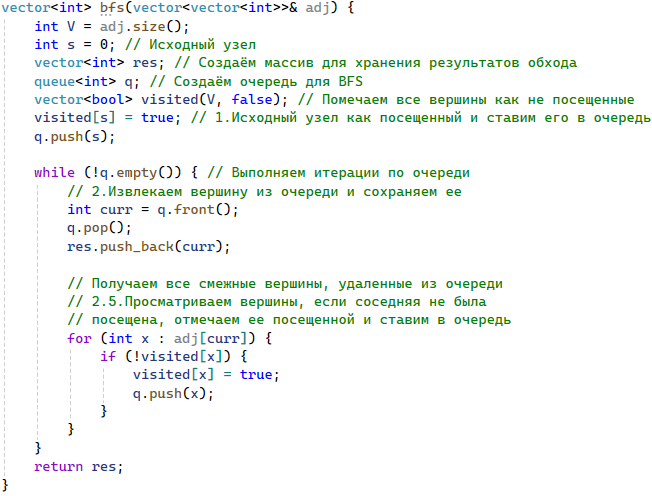 vector<int> bfs(vector<vector<int>>& adj) {
    int V = adj.size();
    int s = 0; // Исходный узел
    vector<int> res; // Создаём массив для хранения результатов обхода
    queue<int> q; // Создаём очередь для BFS
    vector<bool> visited(V, false); // Помечаем все вершины как не посещенные
    visited[s] = true; // 1.Исходный узел как посещенный и ставим его в очередь
    q.push(s);

    while (!q.empty()) { // Выполняем итерации по очереди
        // 2.Извлекаем вершину из очереди и сохраняем ее
        int curr = q.front();
        q.pop();
        res.push_back(curr);

        // Получаем все смежные вершины, удаленные из очереди
        // 2.5.Просматриваем вершины, если соседняя не была
        // посещена, отмечаем ее посещенной и ставим в очередь
        for (int x : adj[curr]) {
            if (!visited[x]) {
                visited[x] = true;
                q.push(x);
            }
        }
    }
    return res;
}